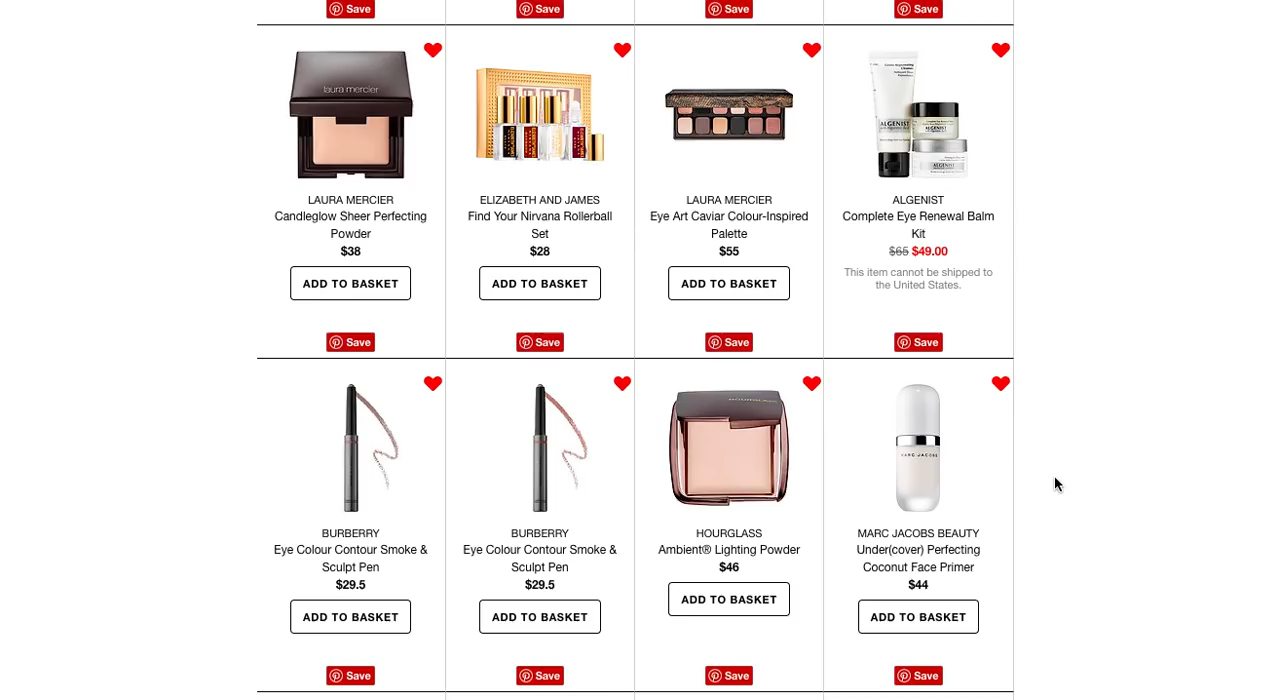 Save
Save
Save
Save
laura mercier
ALGENIST
ALGENIST
ALGENIST
LAURA MERCIER
Candleglow Sheer Perfecting
Powder
$38
ADD TO BASKET
ELIZABETH AND JAMES
Find Your Nirvana Rollerball
Set
$28
ADD TO BASKET
LAURA MERCIER
Eye Art Caviar Colour-Inspired
Palette
$55
ADD TO BASKET
ALGENIST
Complete Eye Renewal Balm
Kit
$65 $49.00
This item cannot be shipped to
the United States.
Save
Save
Save
Save
HOURGLASS
MARC JACOBS
BURBERRY
Eye Colour Contour Smoke &
Sculpt Pen
$29.5
ADD TO BASKET
BURBERRY
Eye Colour Contour Smoke &
Sculpt Pen
$29.5
ADD TO BASKET
HOURGLASS
Ambient® Lighting Powder
$46
ADD TO BASKET
MARC JACOBS BEAUTY
Under(cover) Perfecting
Coconut Face Primer
$44
ADD TO BASKET
Save
Save
Save
Save